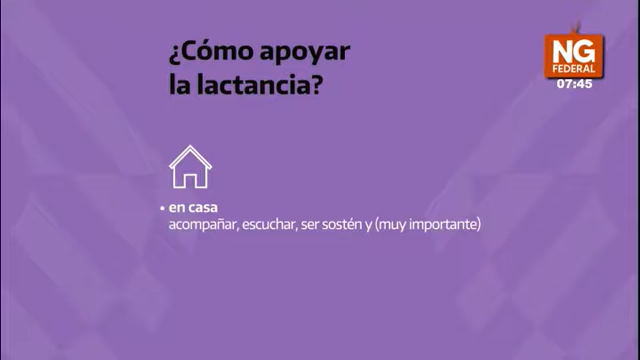 ¿Cómo apoyar
la lactancia?
NG
FEDERAL
07:45
• en casa
acompañar, escuchar, ser sostén y (muy importante)